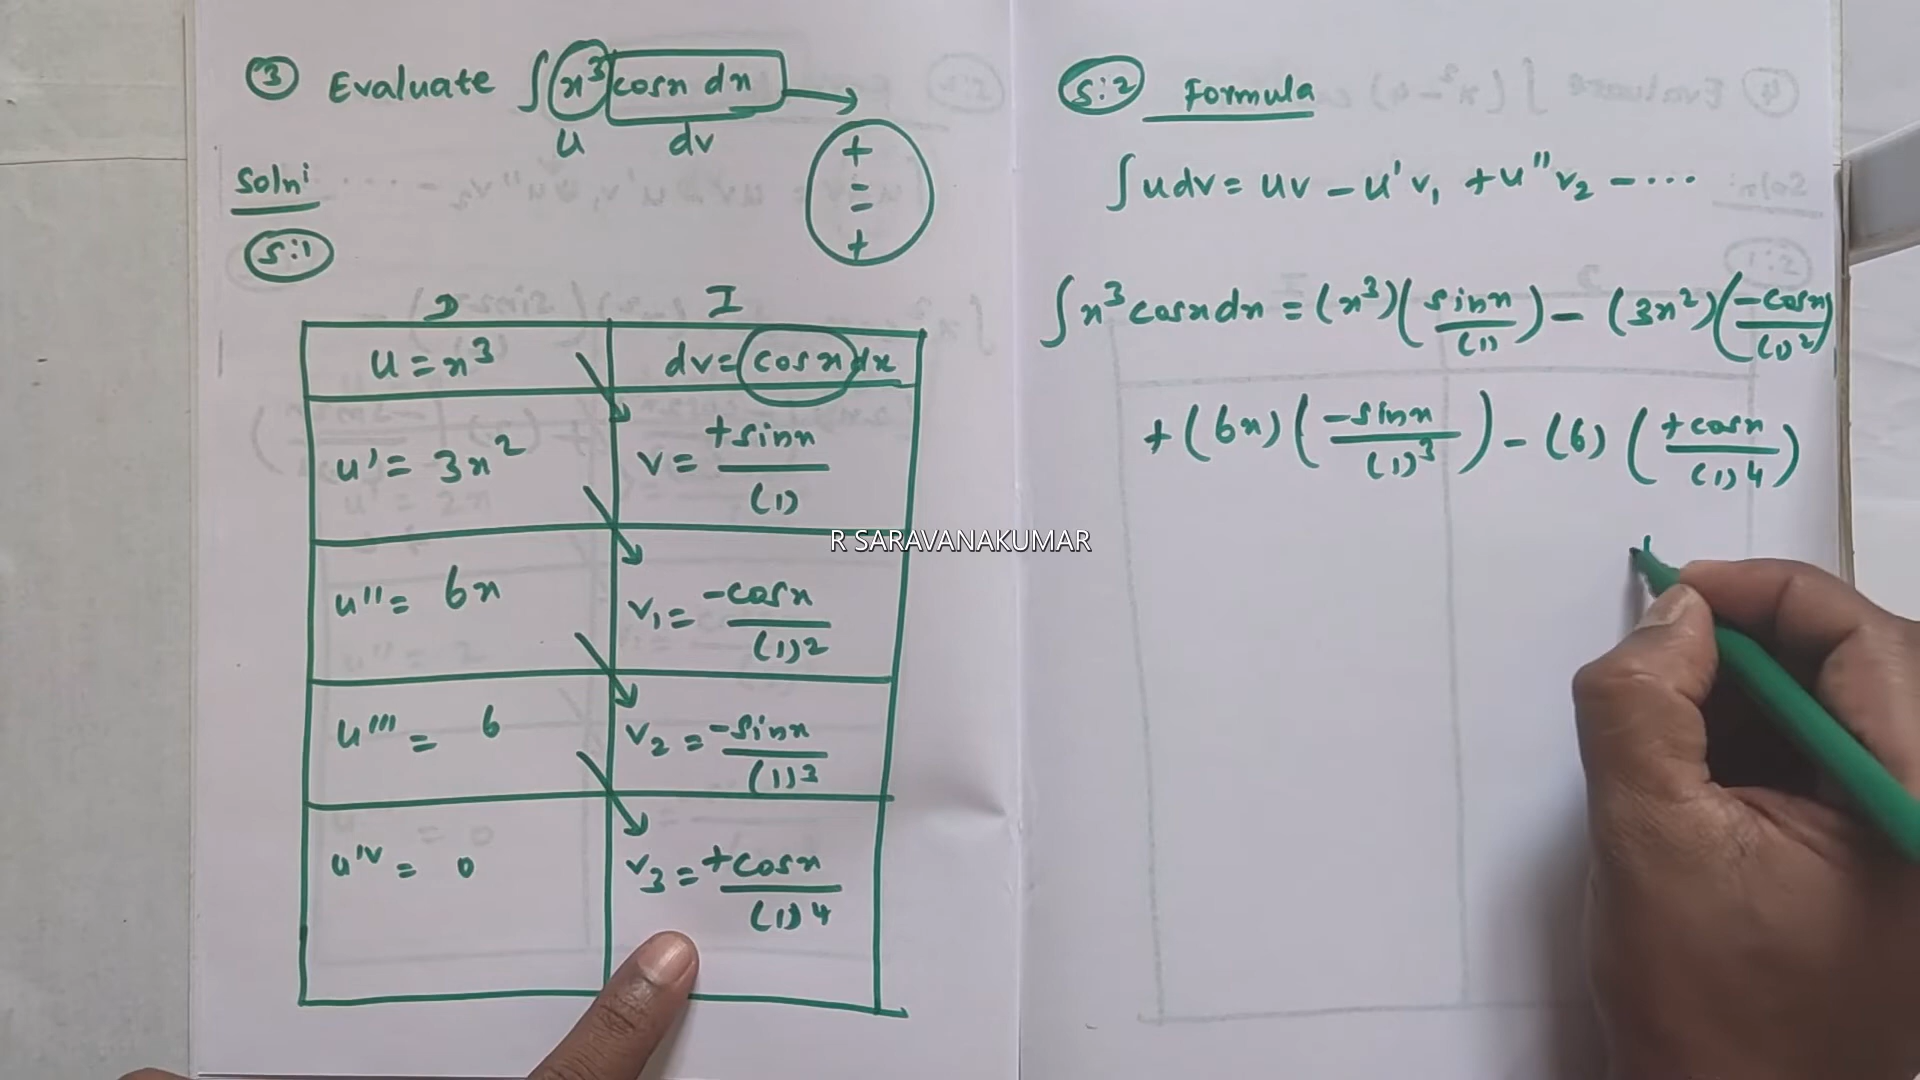 ③ Evaluate ∫ x³ cosx dx
u dv
+
-
-
+
Soln:
S:1
D I
u = x³ dv = cosx dx
u' = 3x² v = +sinx/(1)
u'' = 6x v₁ = -cosx/(1)²
u''' = 6 v₂ = -sinx/(1)³
u'ᵛ = 0 v₃ = +cosx/(1)⁴
S:2 Formula
∫udv = uv - u'v₁ + u''v₂ - ...
∫x³cosxdx = (x³)(sinx/(1)) - (3x²)(-cosx/(1)²)
+ (6x)(-sinx/(1)³) - (6)(+cosx/(1)⁴)
R SARAVANAKUMAR